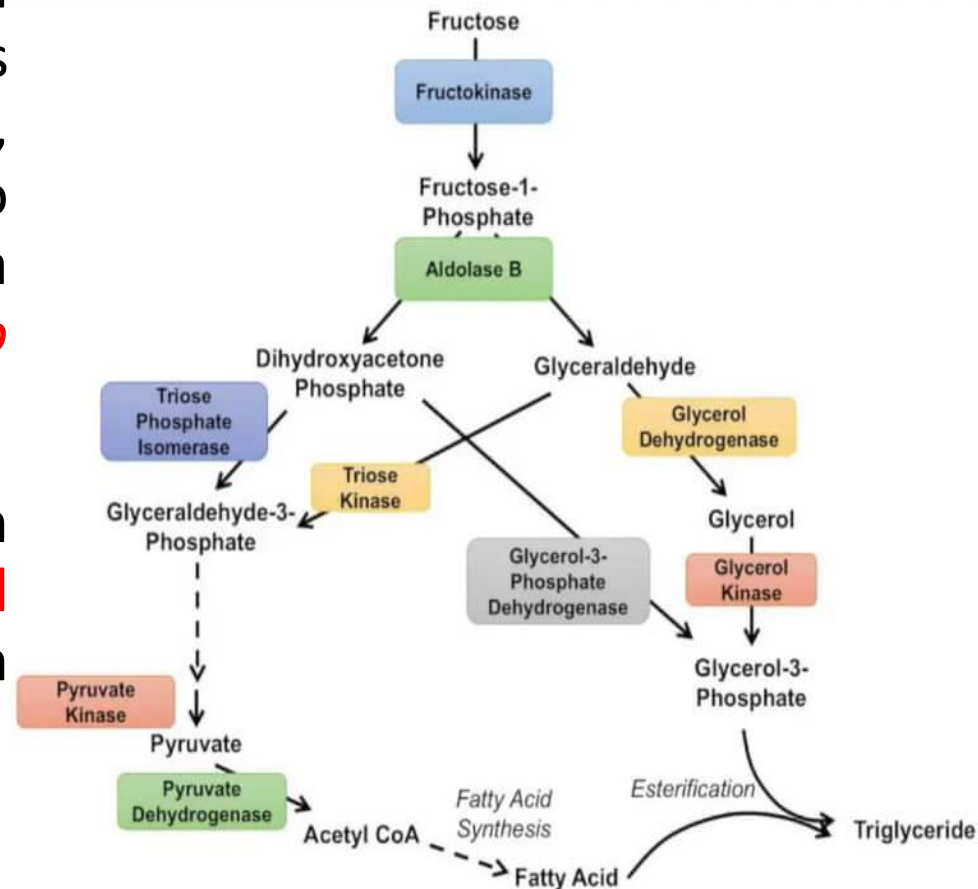 Fructose
Fructokinase
Fructose-1-
Phosphate
Aldolase B
Dihydroxyacetone
Phosphate
Glyceraldehyde
Triose
Phosphate
Isomerase
Glycerol
Dehydrogenase
Triose
Kinase
Glyceraldehyde-3-
Phosphate
Glycerol
Glycerol-3-
Phosphate
Dehydrogenase
Glycerol
Kinase
Glycerol-3-
Phosphate
Pyruvate
Kinase
Pyruvate
Pyruvate
Dehydrogenase
Acetyl CoA
Fatty Acid
Synthesis
Esterification
Fatty Acid
Triglyceride